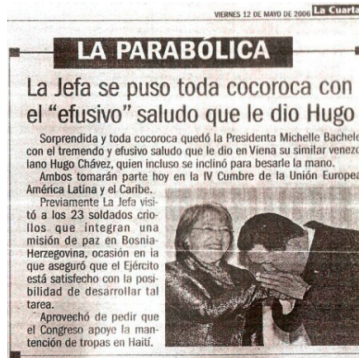 VIERNES 12 DE MAYO DE 2006 La Cuarta
LA PARABÓLICA
La Jefa se puso toda cocoroca con
el “efusivo” saludo que le dio Hugo
Sorprendida y toda cocoroca quedó la Presidenta Michelle Bachele
con el tremendo y efusivo saludo que le dio en Viena su similar venezo
lano Hugo Chávez, quien incluso se inclinó para besarle la mano.
Ambos tomarán parte hoy en la IV Cumbre de la Unión Europea
América Latina y el Caribe.
Previamente La Jefa visi-
tó a los 23 soldados crio-
llos que integran una
misión de paz en Bosnia-
Herzegovina, ocasión en la
que aseguró que el Ejército
está satisfecho con la posi-
bilidad de desarrollar tal
tarea.
Aprovechó de pedir que
el Congreso apoye la man-
tención de tropas en Haití.